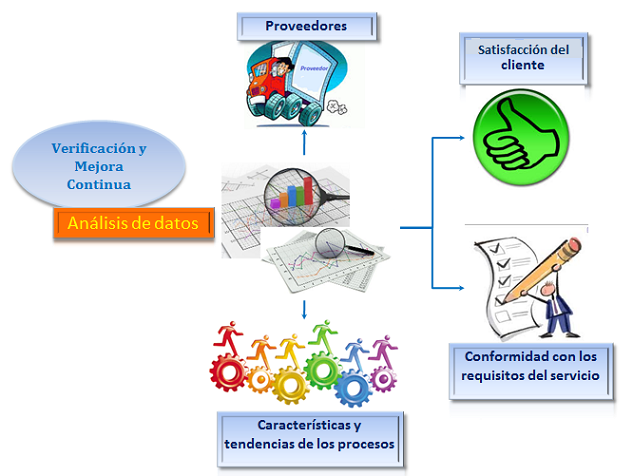 Proveedores
Proveedor
Satisfacción del
cliente
Verificación y
Mejora
Continua
Análisis de datos
Conformidad con los
requisitos del servicio
Características y
tendencias de los procesos